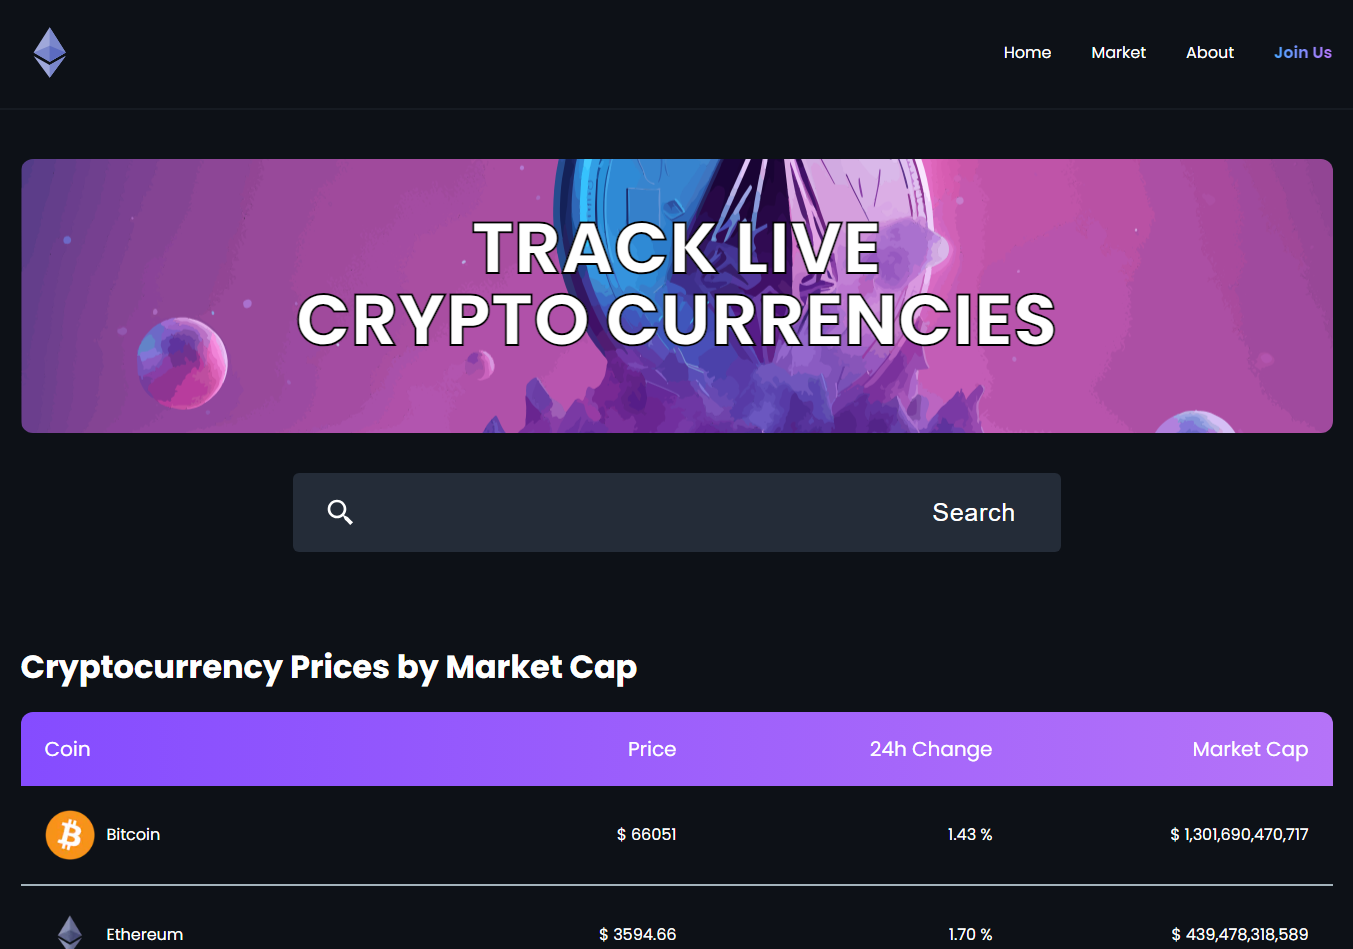 Home Market About Join Us
TRACK LIVE
CRYPTO CURRENCIES
Search
Cryptocurrency Prices by Market Cap
Coin Price 24h Change Market Cap
Bitcoin $ 66051 1.43 % $ 1,301,690,470,717
Ethereum $ 3594.66 1.70 % $ 439,478,318,589